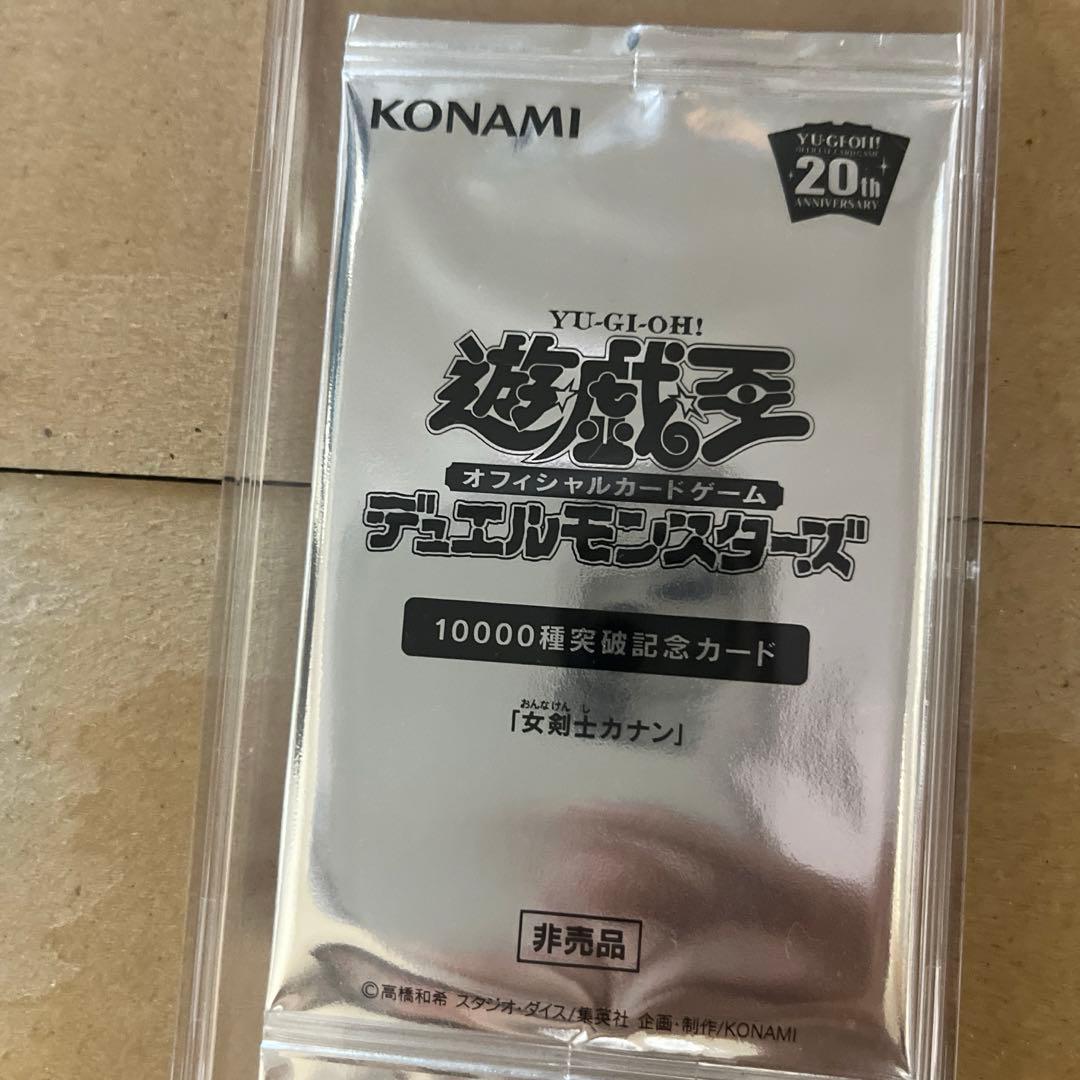 KONAMI
YU-GI-OH!
OFFICIAL CARD GAME
20th
ANNIVERSARY
YU-GI-OH!
遊戯王
オフィシャルカードゲーム
デュエルモンスターズ
10000種突破記念カード
おんなけん し
「女剣士カナン」
非売品
©高橋和希 スタジオ・ダイス/集英社 企画・制作/KONAMI